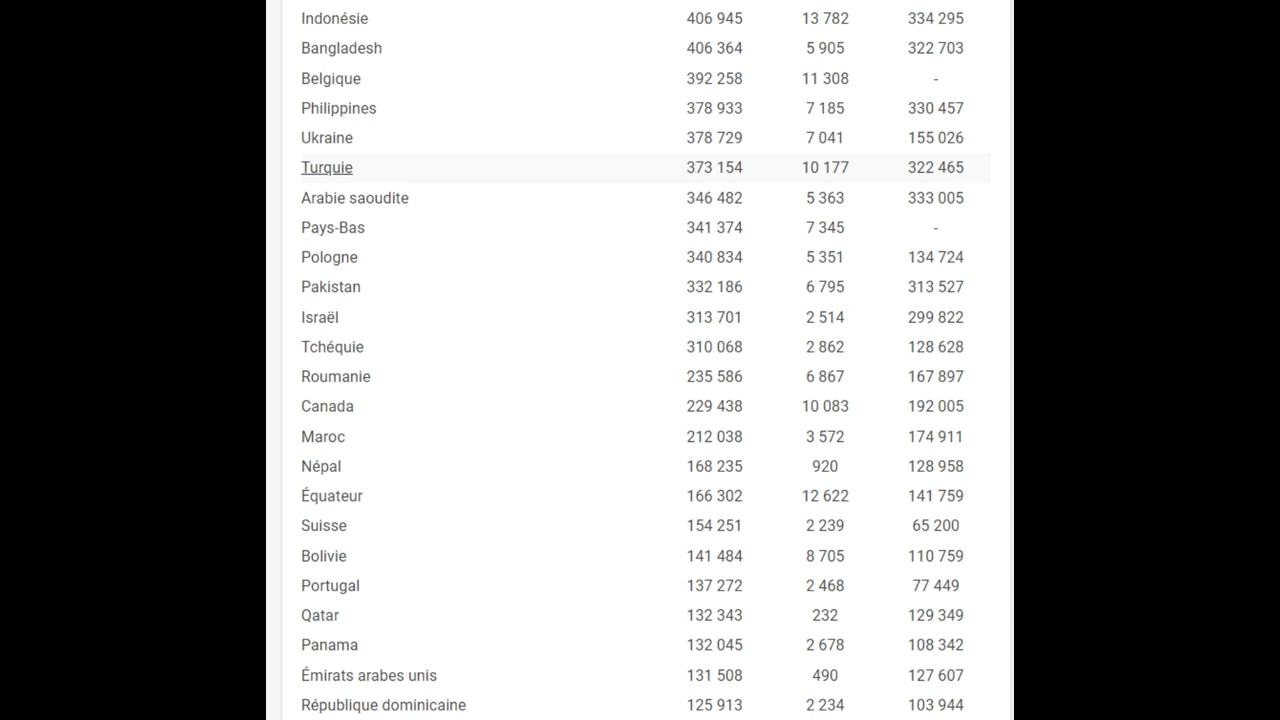 Indonésie 406 945 13 782 334 295
Bangladesh 406 364 5 905 322 703
Belgique 392 258 11 308 -
Philippines 378 933 7 185 330 457
Ukraine 378 729 7 041 155 026
Turquie 373 154 10 177 322 465
Arabie saoudite 346 482 5 363 333 005
Pays-Bas 341 374 7 345 -
Pologne 340 834 5 351 134 724
Pakistan 332 186 6 795 313 527
Israël 313 701 2 514 299 822
Tchéquie 310 068 2 862 128 628
Roumanie 235 586 6 867 167 897
Canada 229 438 10 083 192 005
Maroc 212 038 3 572 174 911
Népal 168 235 920 128 958
Équateur 166 302 12 622 141 759
Suisse 154 251 2 239 65 200
Bolivie 141 484 8 705 110 759
Portugal 137 272 2 468 77 449
Qatar 132 343 232 129 349
Panama 132 045 2 678 108 342
Émirats arabes unis 131 508 490 127 607
République dominicaine 125 913 2 234 103 944